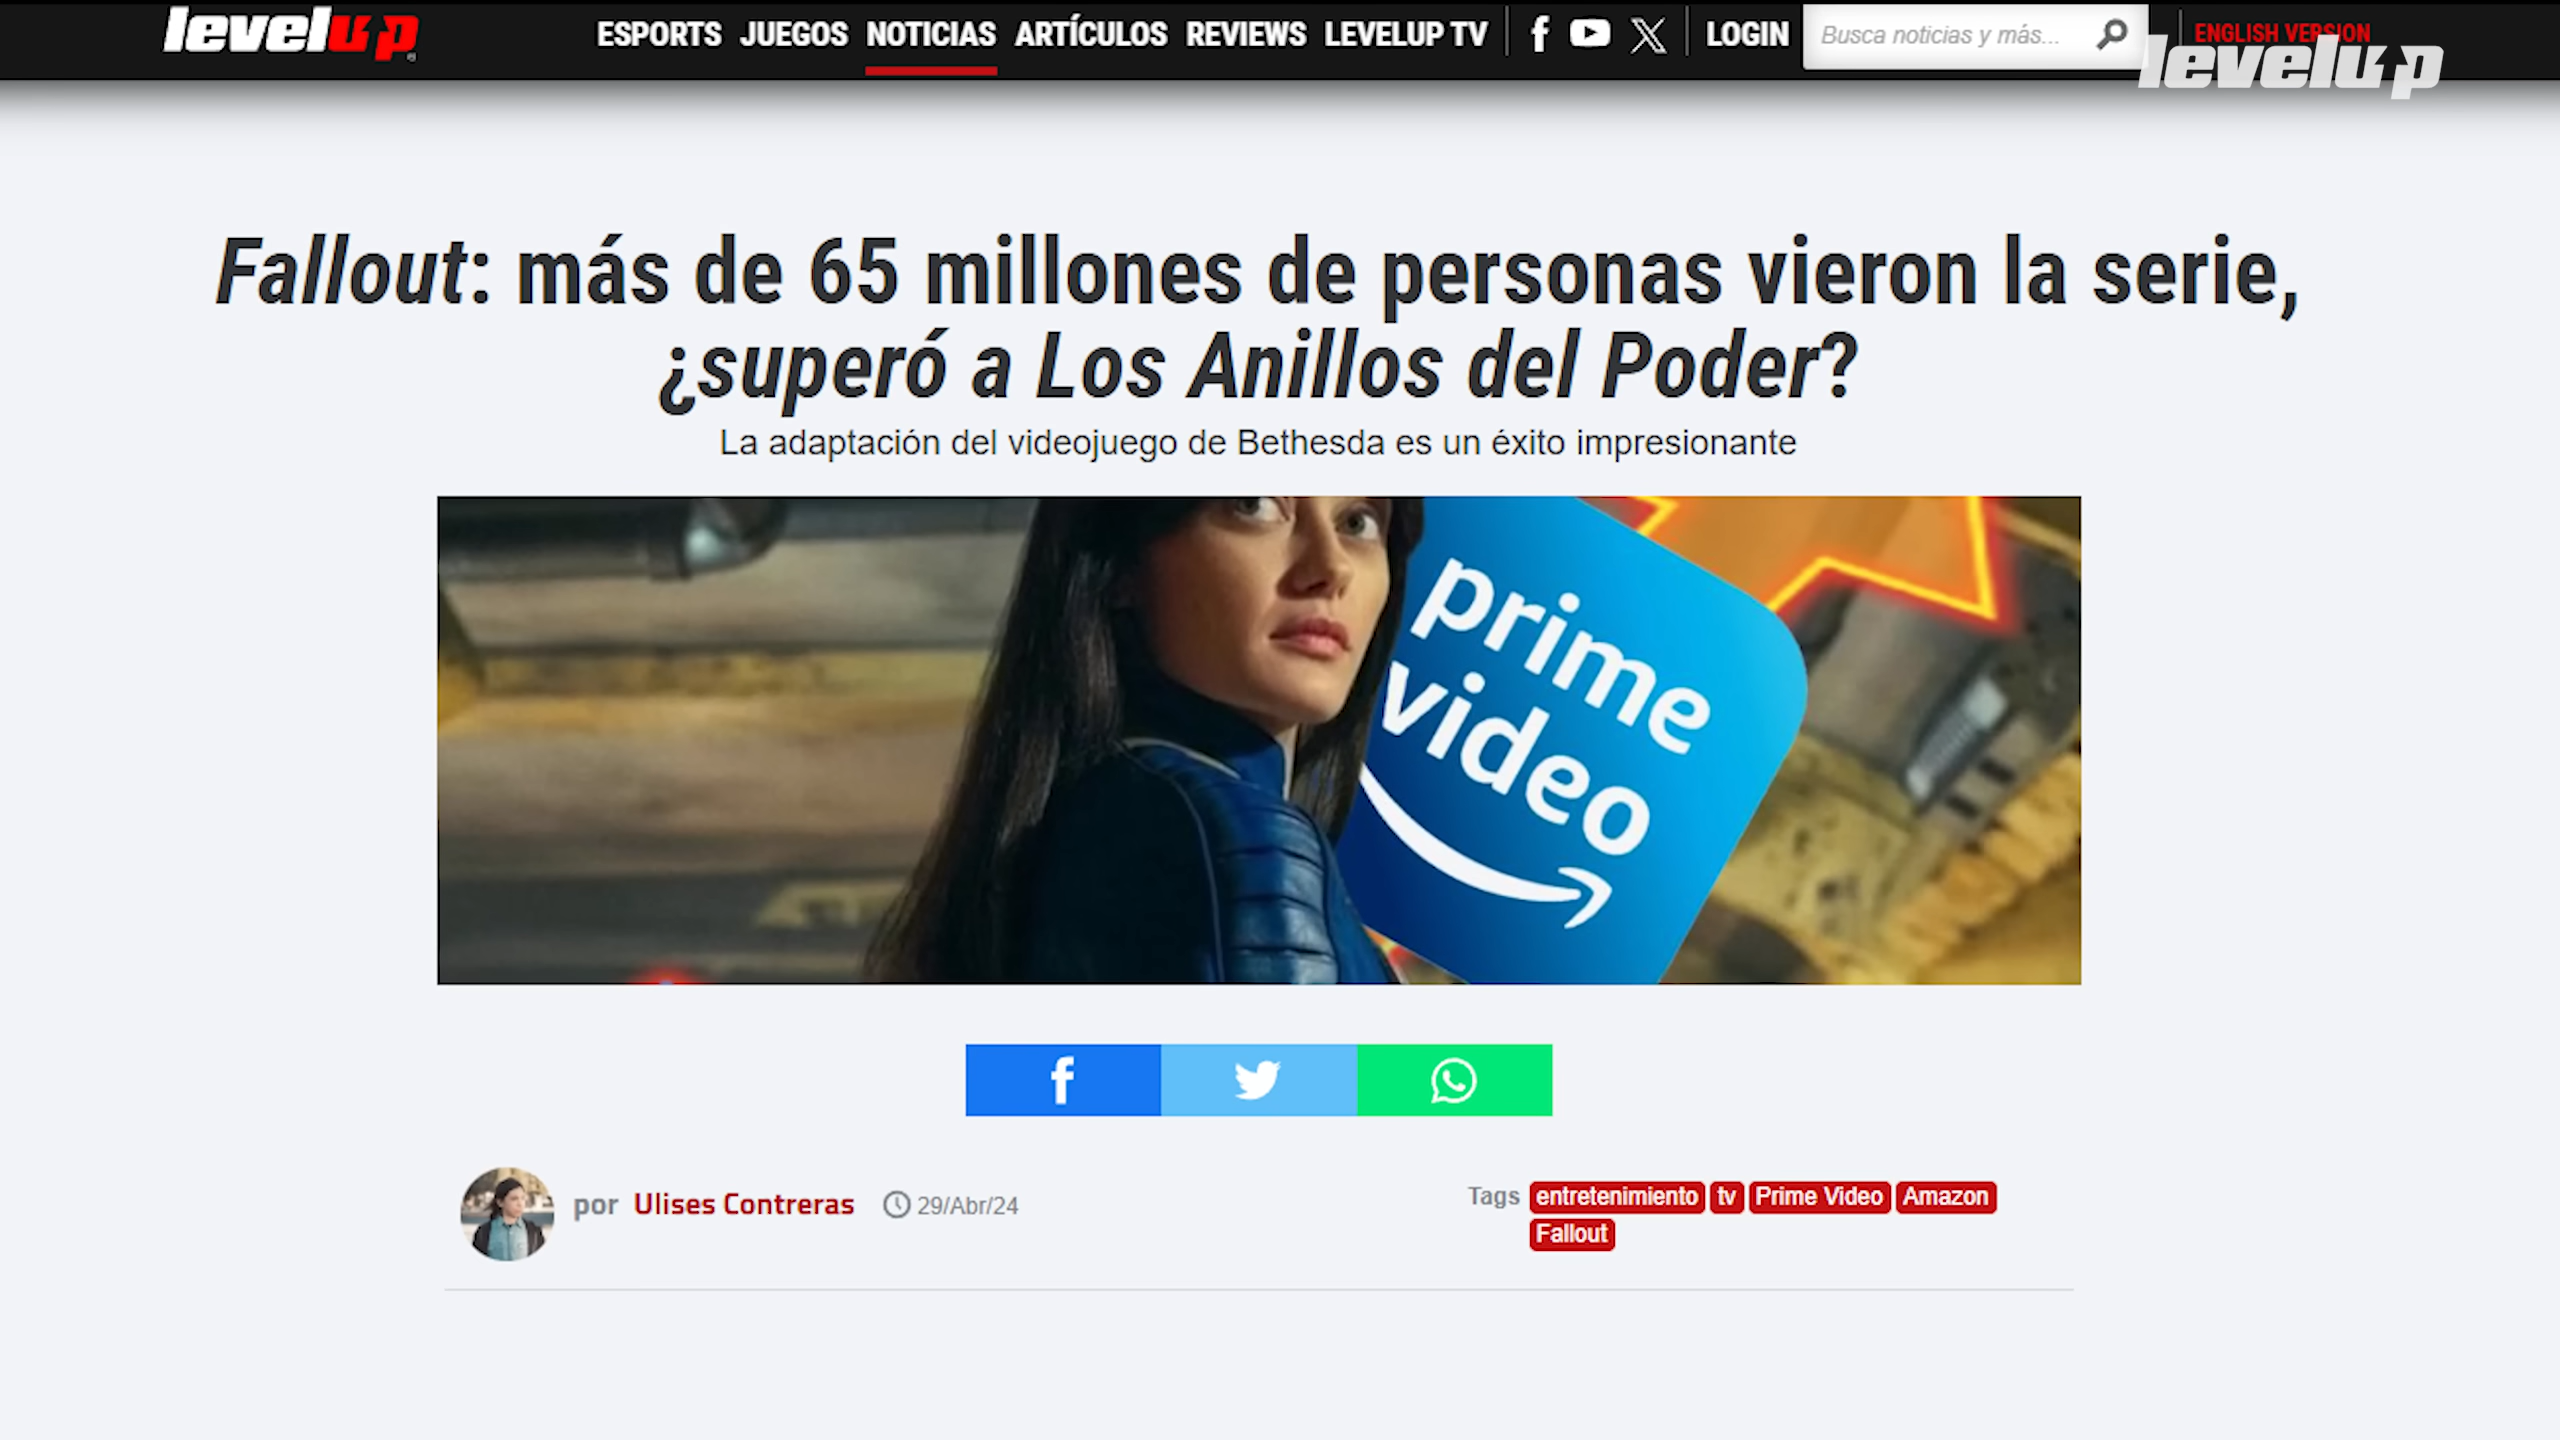 levelup
ESPORTS JUEGOS NOTICIAS ARTÍCULOS REVIEWS LEVELUP TV LOGIN Busca noticias y más... ENGLISH VERSION
levelup
Fallout: más de 65 millones de personas vieron la serie,
¿superó a Los Anillos del Poder?
La adaptación del videojuego de Bethesda es un éxito impresionante
prime
video
por Ulises Contreras 29/Abr/24
Tags entretenimiento tv Prime Video Amazon
Fallout